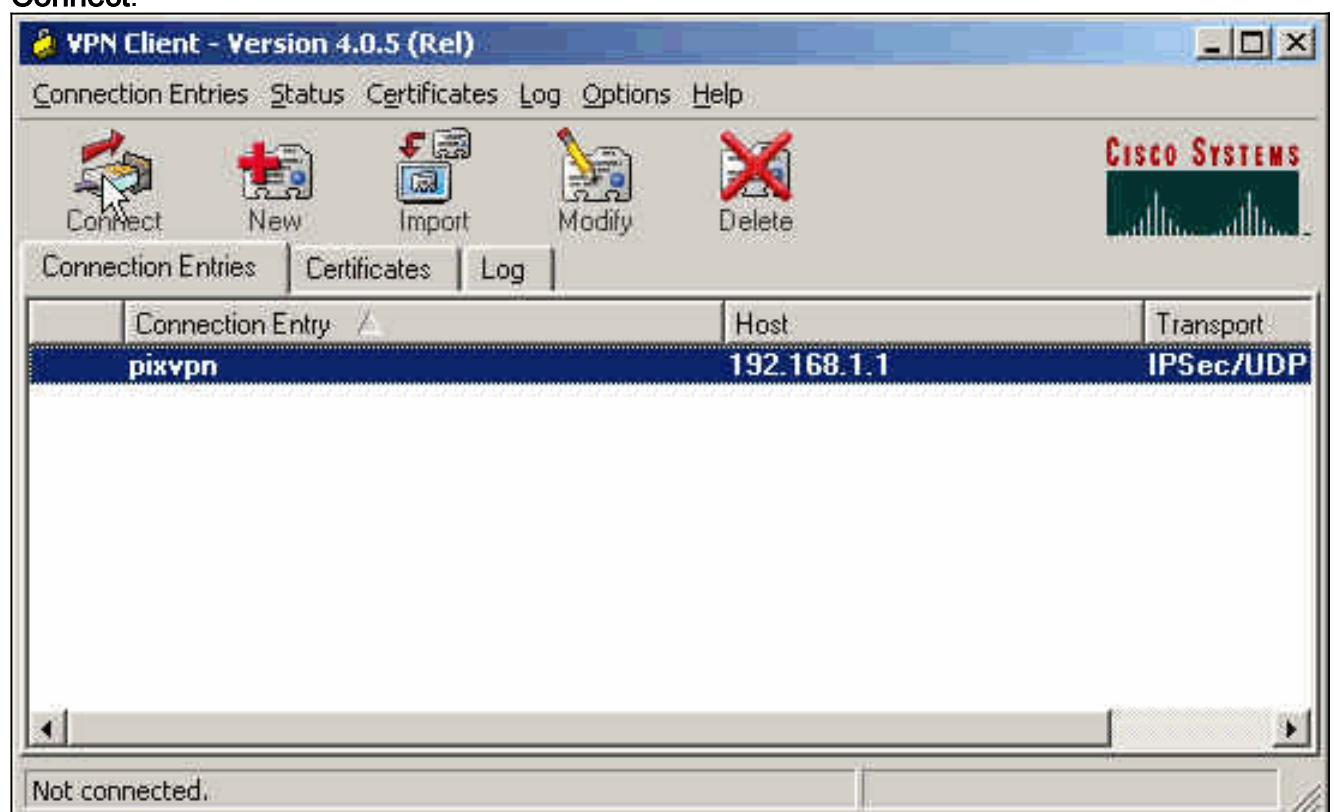 Connect.
VPN Client - Version 4.0.5 (Rel)
Connection Entries Status Certificates Log Options Help
CISCO SYSTEMS
Connect New Import Modify Delete
Connection Entries Certificates Log
Connection Entry Host Transport
pixvpn 192.168.1.1 IPSec/UDP
Not connected.